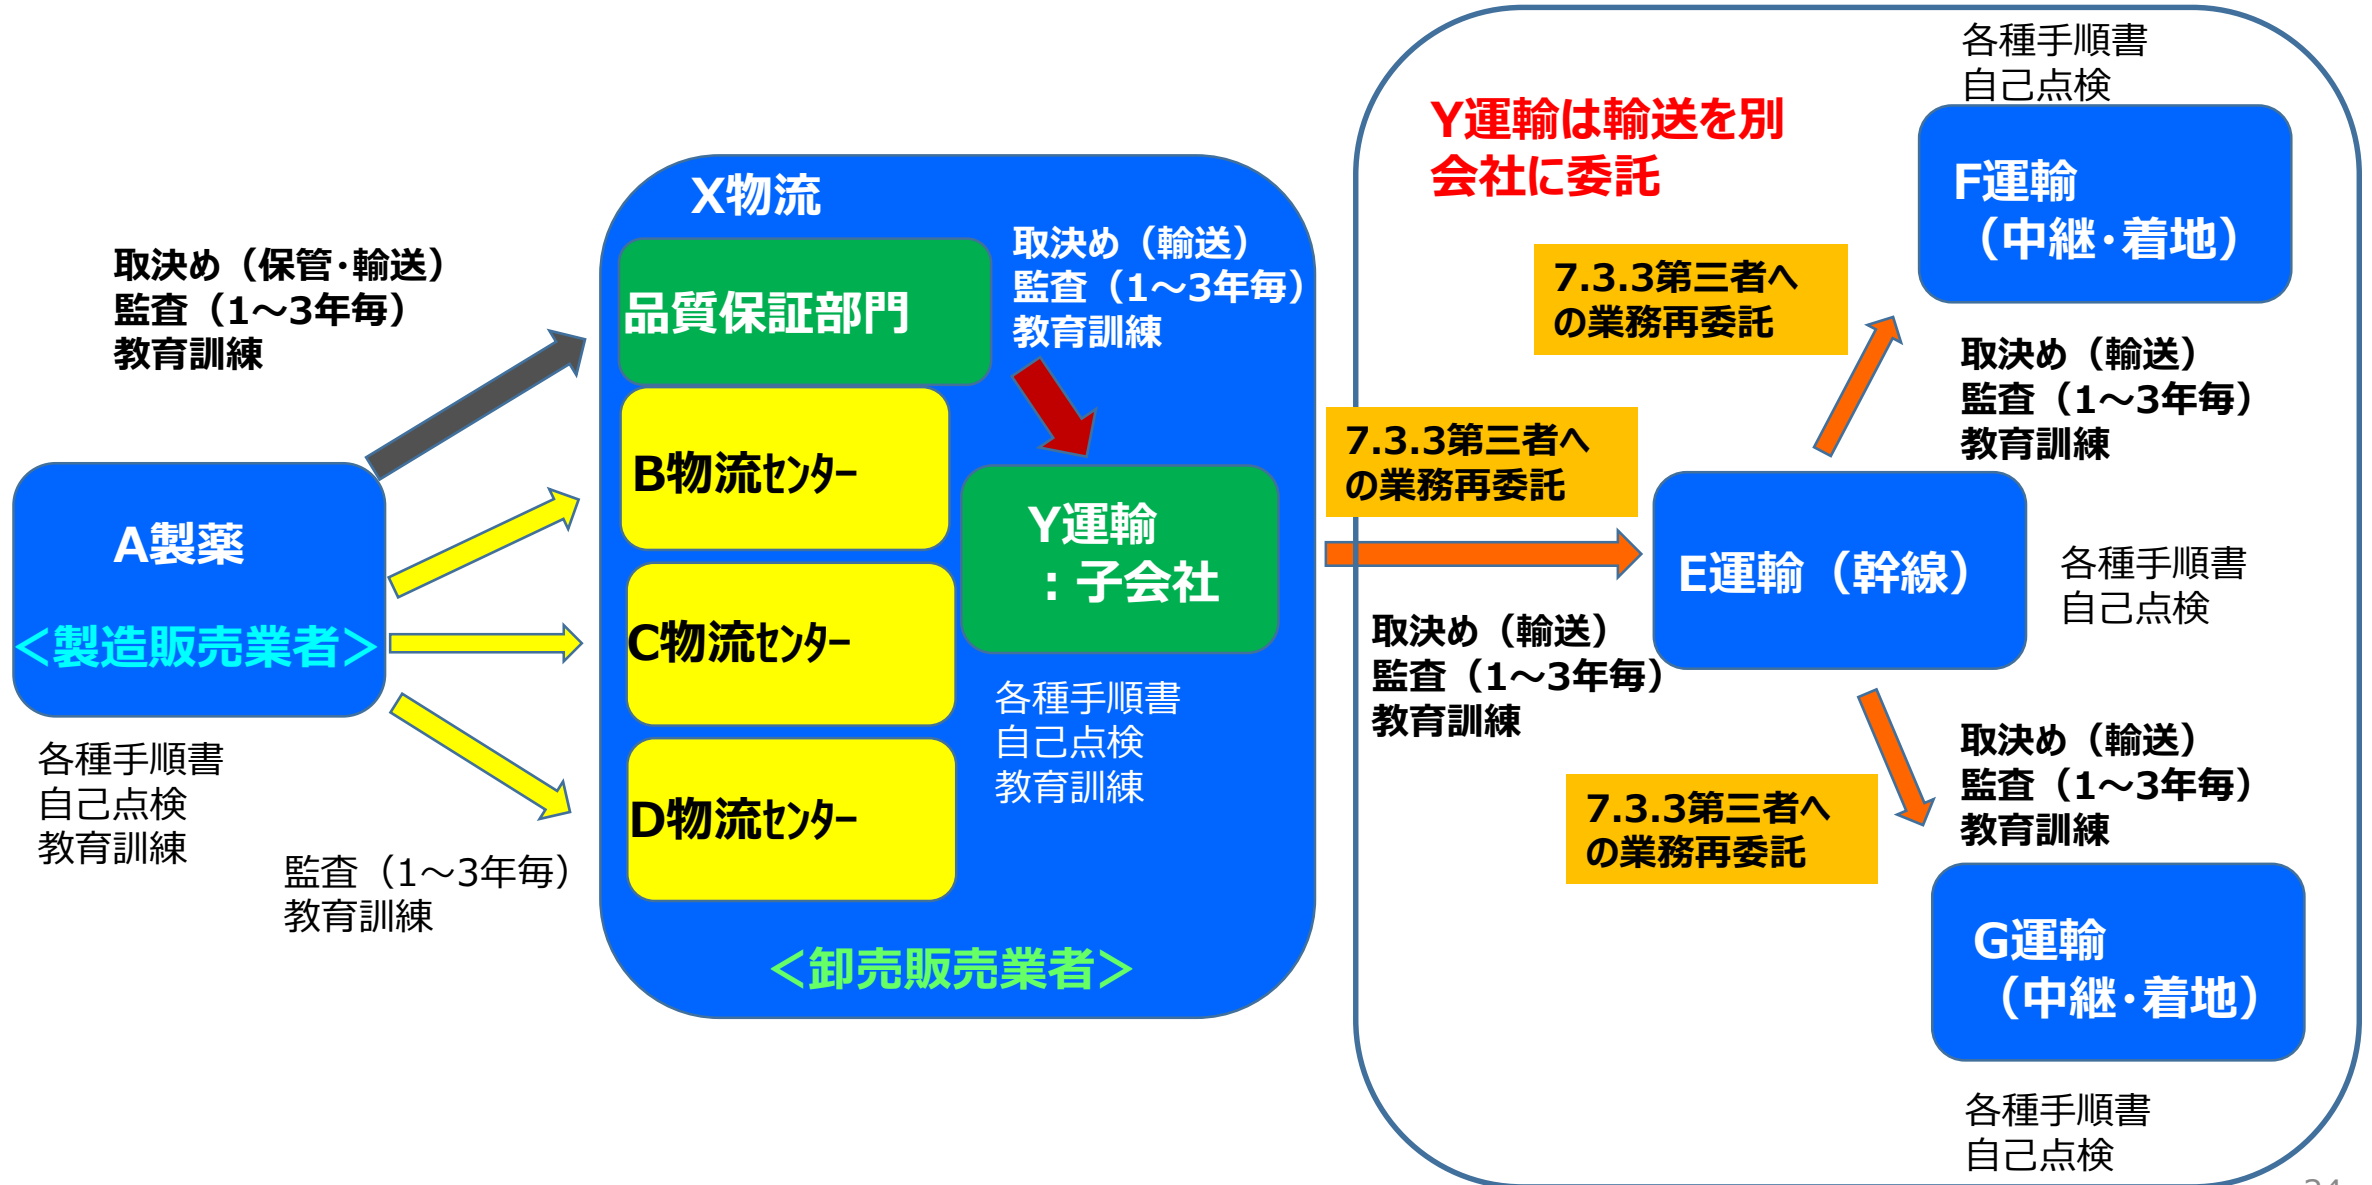 取決め（保管･輸送）
監査（1～3年毎）
教育訓練
A製薬
＜製造販売業者＞
各種手順書
自己点検
教育訓練
監査（1～3年毎）
教育訓練
X物流
品質保証部門
取決め（輸送）
監査（1～3年毎）
教育訓練
B物流ｾﾝﾀｰ
C物流ｾﾝﾀｰ
D物流ｾﾝﾀｰ
Y運輸
：子会社
各種手順書
自己点検
教育訓練
＜卸売販売業者＞
Y運輸は輸送を別
会社に委託
7.3.3第三者へ
の業務再委託
取決め（輸送）
監査（1～3年毎）
教育訓練
E運輸（幹線）
各種手順書
自己点検
7.3.3第三者へ
の業務再委託
各種手順書
自己点検
F運輸
（中継･着地）
取決め（輸送）
監査（1～3年毎）
教育訓練
7.3.3第三者へ
の業務再委託
取決め（輸送）
監査（1～3年毎）
教育訓練
G運輸
（中継･着地）
各種手順書
自己点検